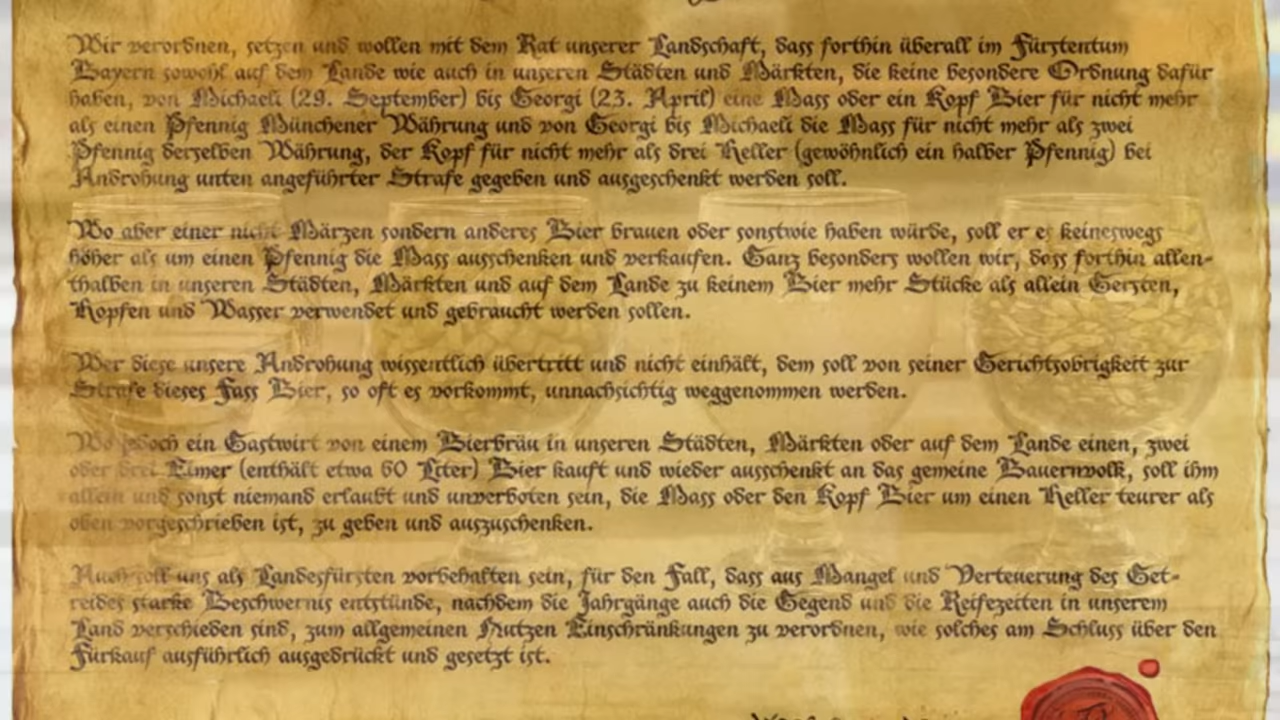 Wir verordnen, setzen und wollen mit dem Rat unserer Landschaft, dass forthin überall im Fürstentum
Bayern sowohl auf dem Lande wie auch in unseren Städten und Märkten, die keine besondere Ordnung dafür
haben, von Michaeli (29. September) bis Georgi (23. April) eine Mass oder ein Kopf Bier für nicht mehr
als einen Pfennig Münchener Währung und von Georgi bis Michaeli die Mass für nicht mehr als zwei
Pfennig derselben Währung, der Kopf für nicht mehr als drei Heller (gewöhnlich ein halber Pfennig) bei
Androhung unten angeführter Strafe gegeben und ausgeschenkt werden soll.
Wo aber einer nicht Märzen sondern anderes Bier brauen oder sonstwie haben würde, soll er es keineswegs
höher als um einen Pfennig die Mass ausschenken und verkaufen. Ganz besonders wollen wir, dass forthin allen-
thalben in unseren Städten, Märkten und auf dem Lande zu keinem Bier mehr Stücke als allein Gersten,
Hopfen und Wasser verwendet und gebraucht werden sollen.
Wer diese unsere Androhung wissentlich übertritt und nicht einhält, dem soll von seiner Gerichtsobrigkeit zur
Strafe dieses Fass Bier, so oft es vorkommt, unnachsichtig weggenommen werden.
Wo jedoch ein Gastwirt von einem Bierbräu in unseren Städten, Märkten oder auf dem Lande einen, zwei
oder drei Eimer (enthält etwa 60 Liter) Bier kauft und wieder ausschenkt an das gemeine Bauernvolk, soll ihm
allein und sonst niemand erlaubt und unverboten sein, die Mass oder den Kopf Bier um einen Heller teurer als
oben vorgeschrieben ist, zu geben und auszuschenken.
Auch soll uns als Landesfürsten vorbehalten sein, für den Fall, dass aus Mangel und Verteuerung des Get-
reides starke Beschwernis entstünde, nachdem die Jahrgänge auch die Gegend und die Reifezeiten in unserem
Land verschieden sind, zum allgemeinen Nutzen Einschränkungen zu verordnen, wie solches am Schluss über den
Fürkauf ausführlich ausgedrückt und gesetzt ist.